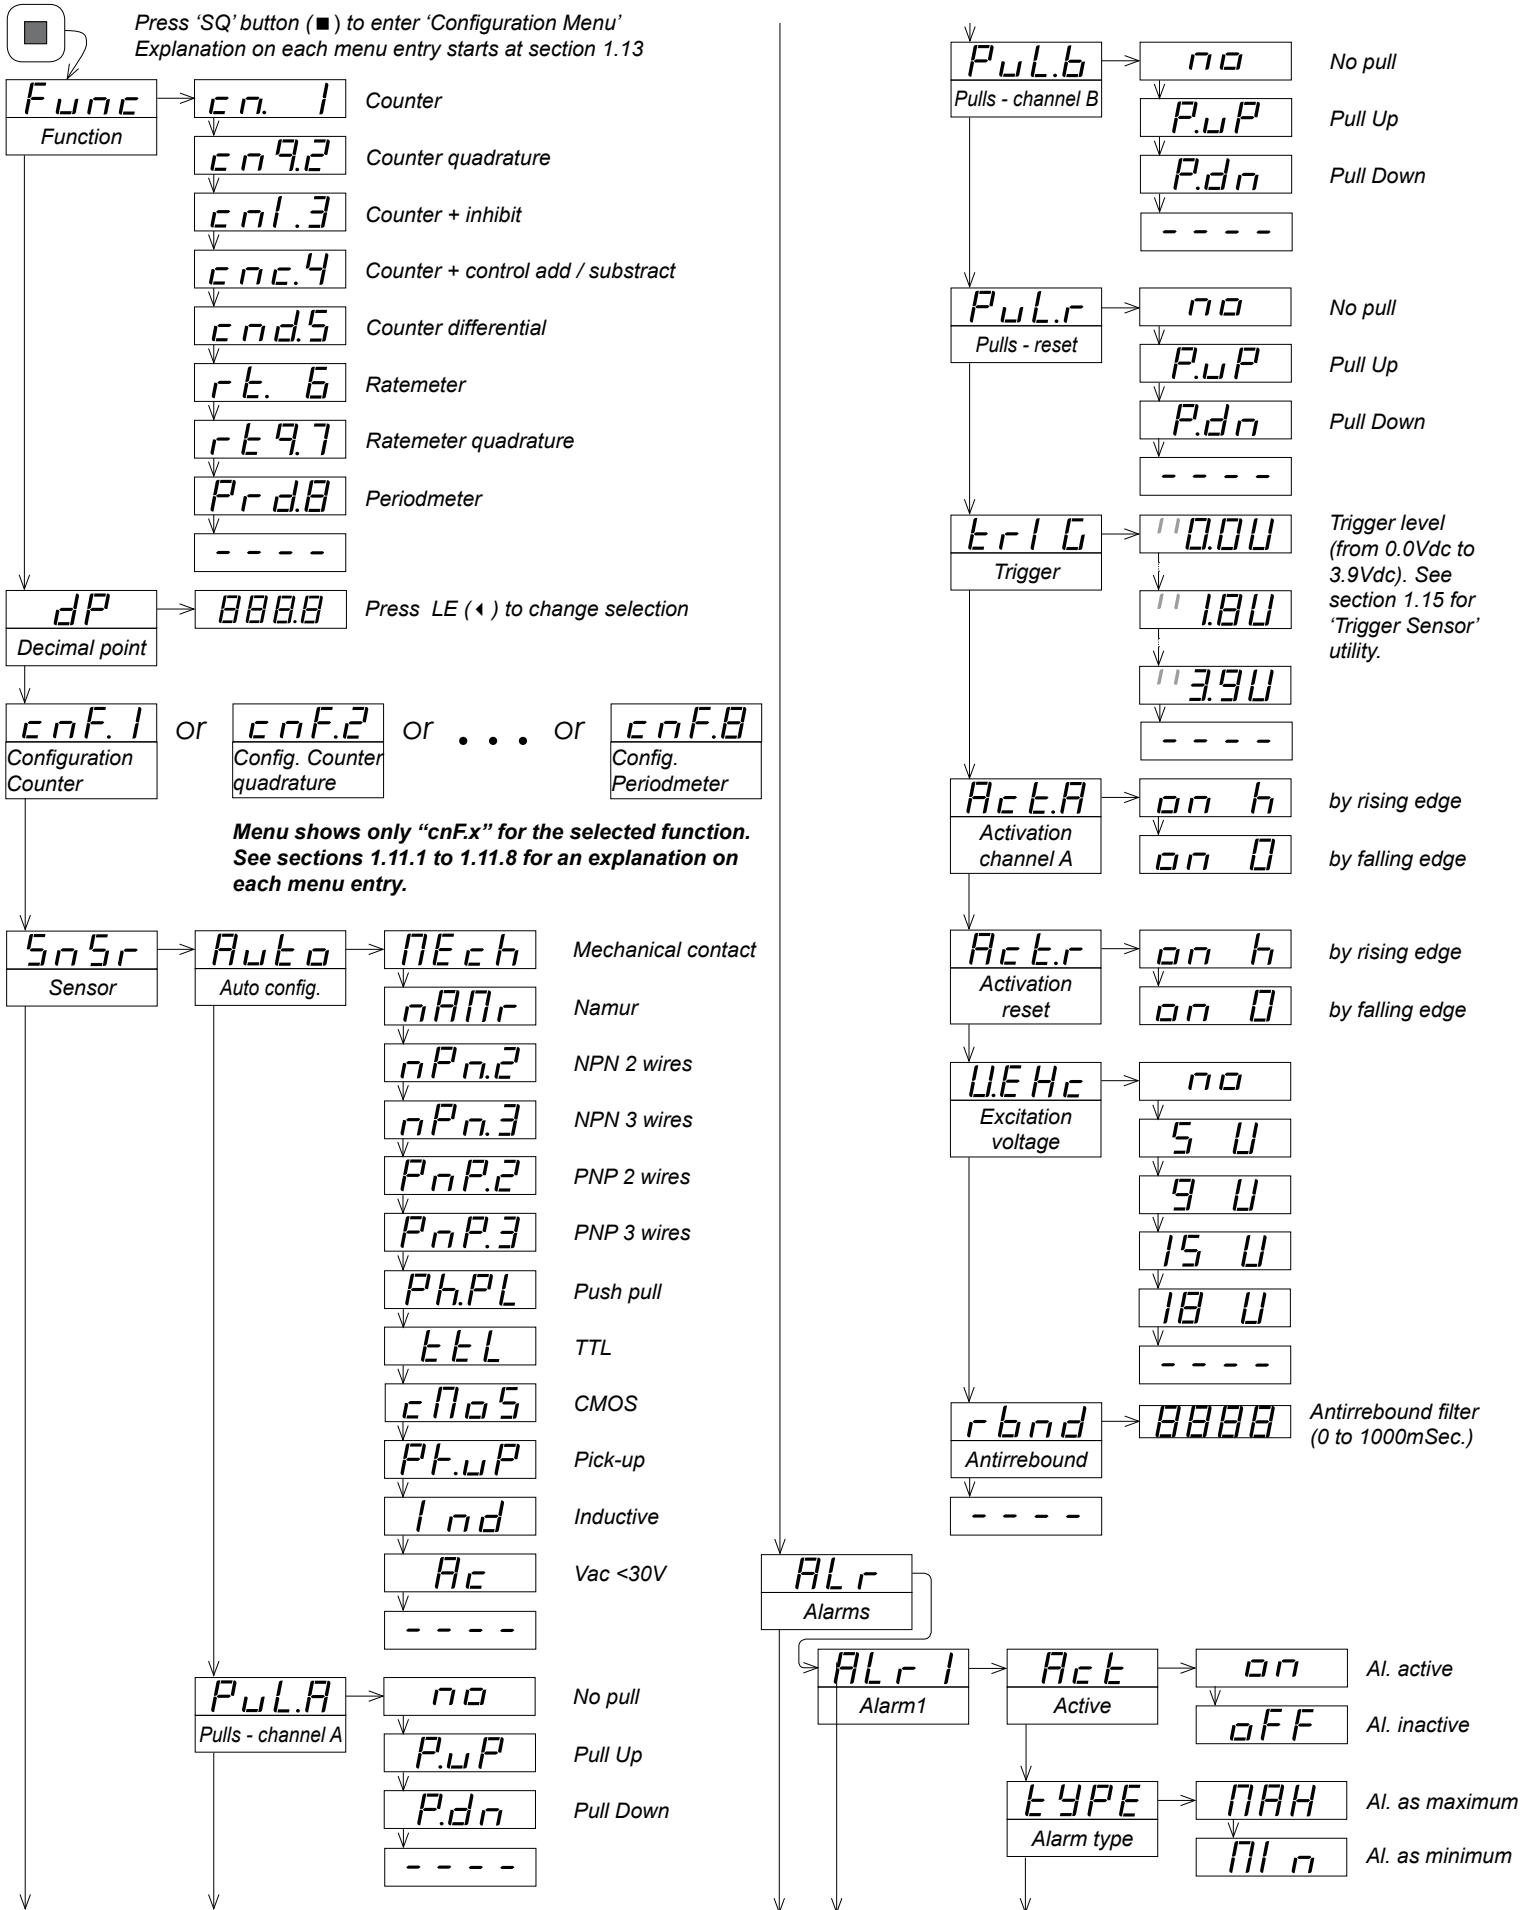 Press ‘SQ’ button (■) to enter ‘Configuration Menu’
Explanation on each menu entry starts at section 1.13
Func
Function
cn. 1
Counter
cnq.2
Counter quadrature
cnI.3
Counter + inhibit
cnc.4
Counter + control add / substract
cnd.5
Counter differential
rt. 6
Ratemeter
rtq.7
Ratemeter quadrature
Prd.8
Periodmeter
----
dP
Decimal point
888.8
Press LE (◂) to change selection
cnF.1
Configuration
Counter
or
cnF.2
Config. Counter
quadrature
or . . . or
cnF.8
Config.
Periodmeter
Menu shows only “cnF.x” for the selected function.
See sections 1.11.1 to 1.11.8 for an explanation on
each menu entry.
SnSr
Sensor
Auto
Auto config.
MEch
Mechanical contact
nAMr
Namur
nPn.2
NPN 2 wires
nPn.3
NPN 3 wires
PnP.2
PNP 2 wires
PnP.3
PNP 3 wires
Ph.PL
Push pull
ttL
TTL
cMoS
CMOS
Pk.uP
Pick-up
Ind
Inductive
Ac
Vac <30V
----
PuL.A
Pulls - channel A
no
No pull
P.uP
Pull Up
P.dn
Pull Down
----
PuL.b
Pulls - channel B
no
No pull
P.uP
Pull Up
P.dn
Pull Down
----
PuL.r
Pulls - reset
no
No pull
P.uP
Pull Up
P.dn
Pull Down
----
trIG
Trigger
''0.0U
''1.8U
''3.9U
----
Trigger level
(from 0.0Vdc to
3.9Vdc). See
section 1.15 for
‘Trigger Sensor’
utility.
Act.A
Activation
channel A
on h
by rising edge
on 0
by falling edge
Act.r
Activation
reset
on h
by rising edge
on 0
by falling edge
U.EHc
Excitation
voltage
no
5 U
9 U
15 U
18 U
----
rbnd
Antirrebound
8888
Antirrebound filter
(0 to 1000mSec.)
----
ALr
Alarms
ALr1
Alarm1
Act
Active
on
Al. active
oFF
Al. inactive
tYPE
Alarm type
MAH
Al. as maximum
MIn
Al. as minimum